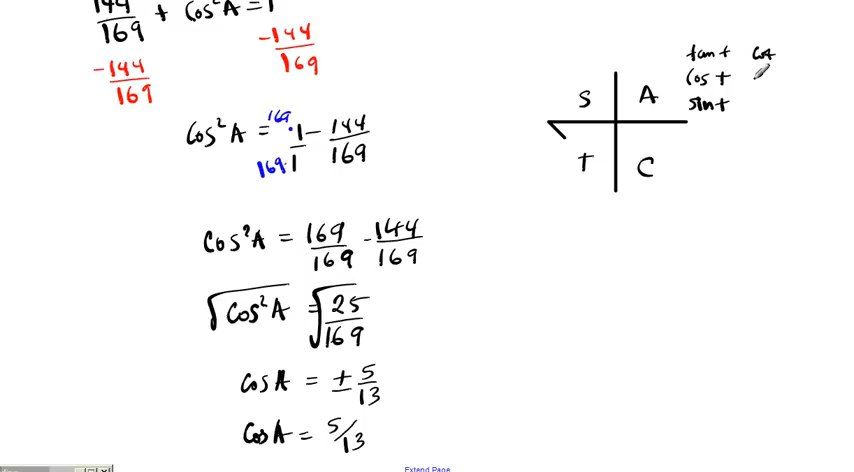 144/169 + Cos²A = 1
-144/169 -144/169
Cos²A = 169·1/169·1 - 144/169
Cos²A = 169/169 - 144/169
√Cos²A = √25/169
CosA = ± 5/13
CosA = 5/13
tan + Cot
Cos +
sin +
S A
T C
Extend Page